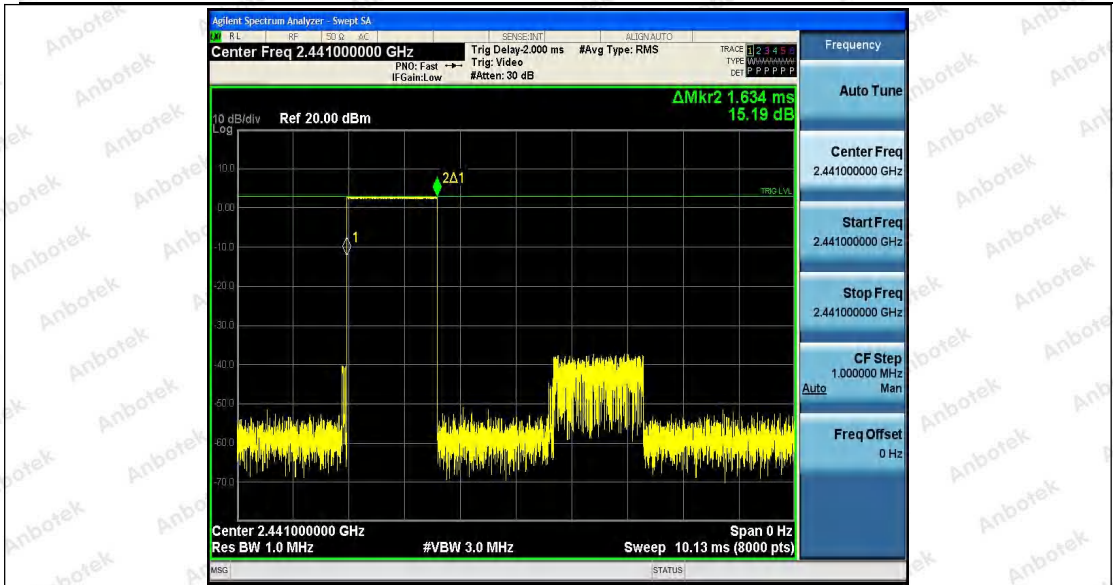 Agilent Spectrum Analyzer - Swept SA
RL RF 50 Ω AC SENSE:INT ALIGNAUTO
Center Freq 2.441000000 GHz
PNO: Fast
IFGain:Low
Trig Delay-2.000 ms
Trig: Video
#Atten: 30 dB
#Avg Type: RMS
TRACE 1 2 3 4 5 6
TYPE
DET P P P P P P
ΔMkr2 1.634 ms
15.19 dB
10 dB/div Ref 20.00 dBm
Log
10.0
2Δ1
TRIG LVL
0.00
1
-10.0
-20.0
-30.0
-40.0
-50.0
-60.0
-70.0
Center 2.441000000 GHz Span 0 Hz
Res BW 1.0 MHz #VBW 3.0 MHz Sweep 10.13 ms (8000 pts)
MSG STATUS
Frequency
Auto Tune
Center Freq
2.441000000 GHz
Start Freq
2.441000000 GHz
Stop Freq
2.441000000 GHz
CF Step
1.000000 MHz
Auto Man
Freq Offset
0 Hz
Anbotek